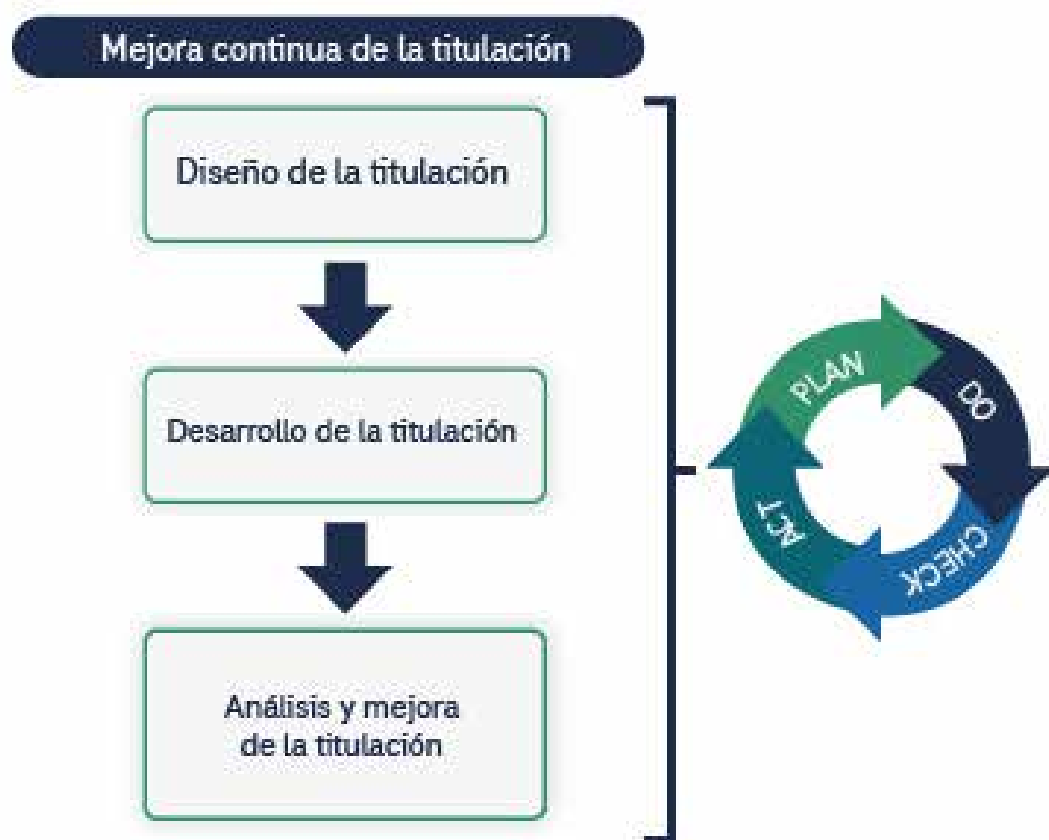 Mejora continua de la titulación
Diseño de la titulación
Desarrollo de la titulación
Análisis y mejora
de la titulación
PLAN
DO
CHECK
ACT